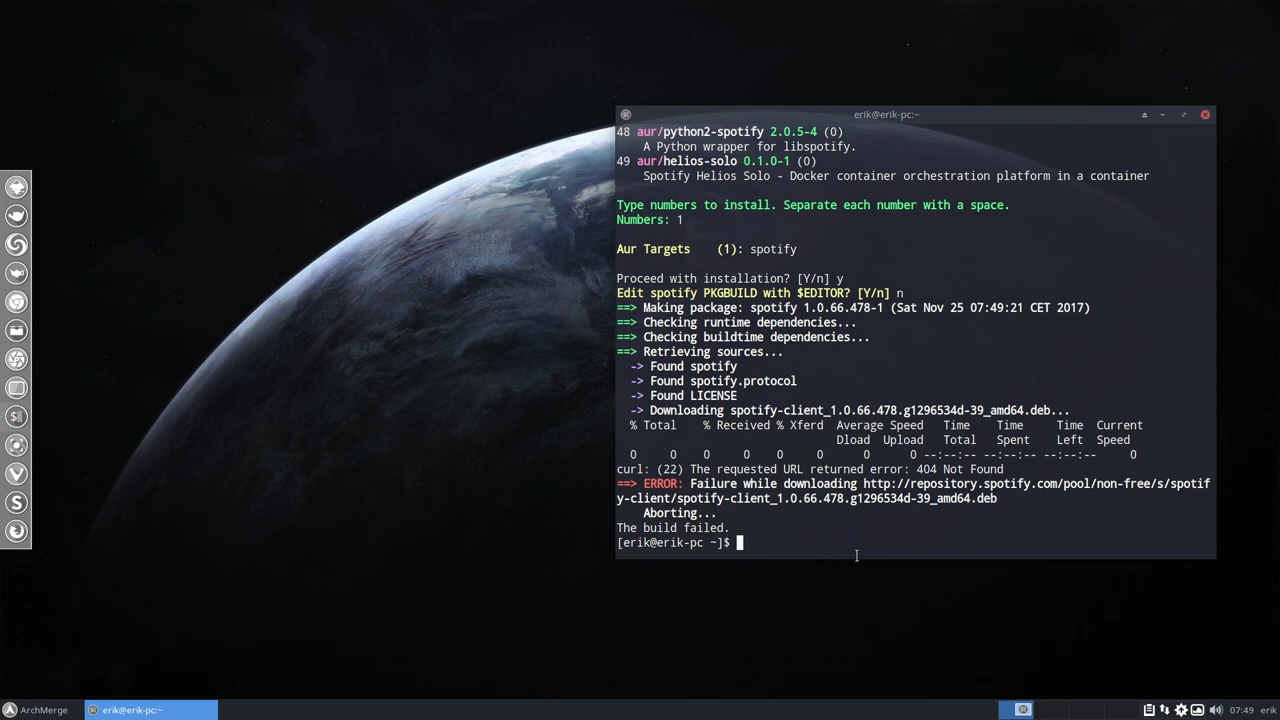 erik@erik-pc:~
48 aur/python2-spotify 2.0.5-4 (0)
A Python wrapper for libspotify.
49 aur/helios-solo 0.1.0-1 (0)
Spotify Helios Solo - Docker container orchestration platform in a container
Type numbers to install. Separate each number with a space.
Numbers: 1
Aur Targets (1): spotify
Proceed with installation? [Y/n] y
Edit spotify PKGBUILD with $EDITOR? [Y/n] n
==> Making package: spotify 1.0.66.478-1 (Sat Nov 25 07:49:21 CET 2017)
==> Checking runtime dependencies...
==> Checking buildtime dependencies...
==> Retrieving sources...
-> Found spotify
-> Found spotify.protocol
-> Found LICENSE
-> Downloading spotify-client_1.0.66.478.g1296534d-39_amd64.deb...
% Total % Received % Xferd Average Speed Time Time Time Current
Dload Upload Total Spent Left Speed
0 0 0 0 0 0 0 0 --:--:-- --:--:-- --:--:-- 0
curl: (22) The requested URL returned error: 404 Not Found
==> ERROR: Failure while downloading http://repository.spotify.com/pool/non-free/s/spotif
y-client/spotify-client_1.0.66.478.g1296534d-39_amd64.deb
Aborting...
The build failed.
[erik@erik-pc ~]$
ArchMerge
erik@erik-pc:~
07:49 erik